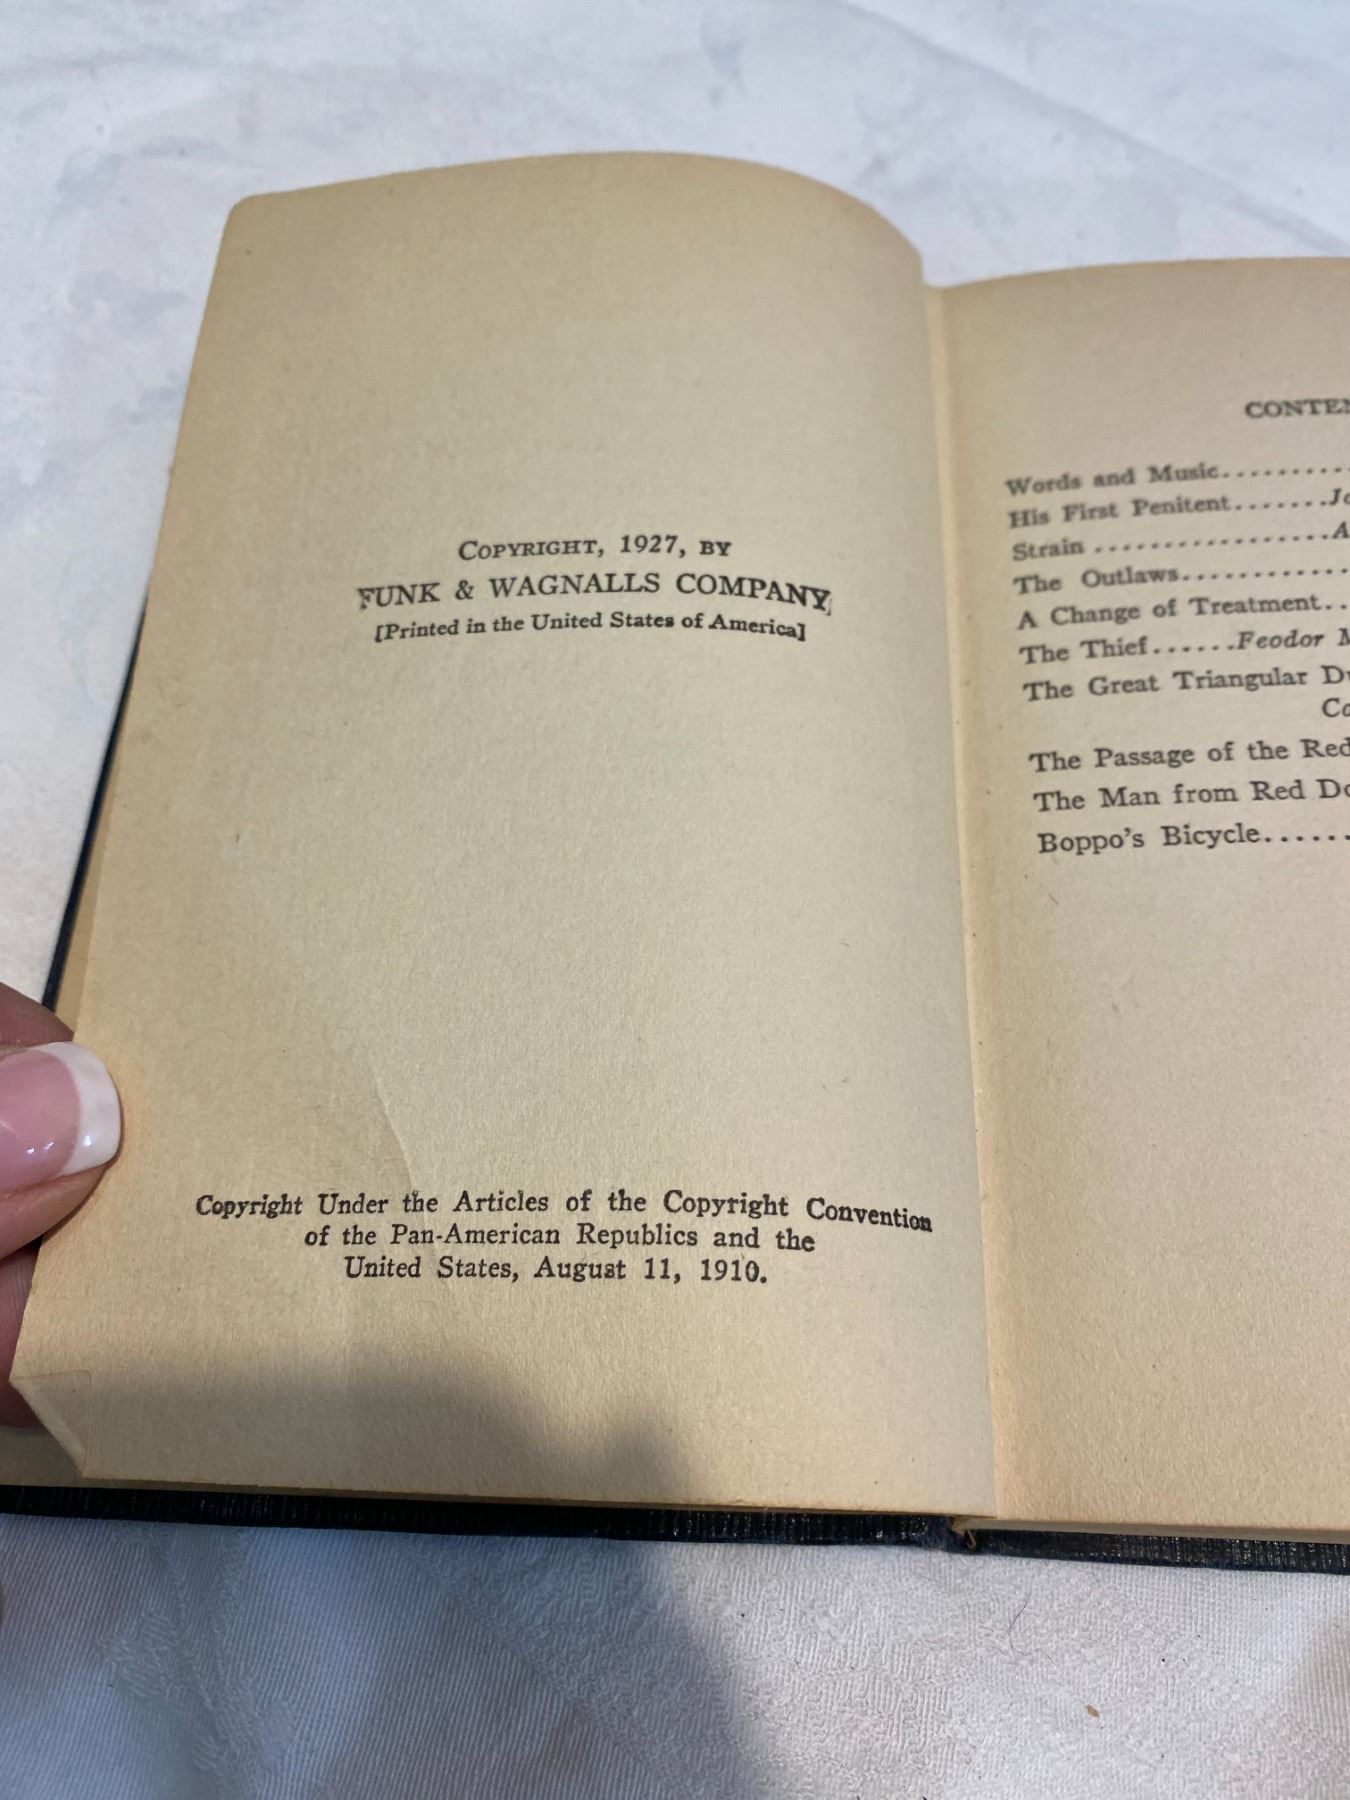 COPYRIGHT, 1927, BY
FUNK & WAGNALLS COMPANY
[Printed in the United States of America]
Copyright Under the Articles of the Copyright Convention
of the Pan-American Republics and the
United States, August 11, 1910.
Words and Music..........
His First Penitent.......
Strain .................
The Outlaws............
A Change of Treatment..
The Thief......Feodor
The Great Triangular
The Passage of the Red
The Man from Red
Boppo's Bicycle......